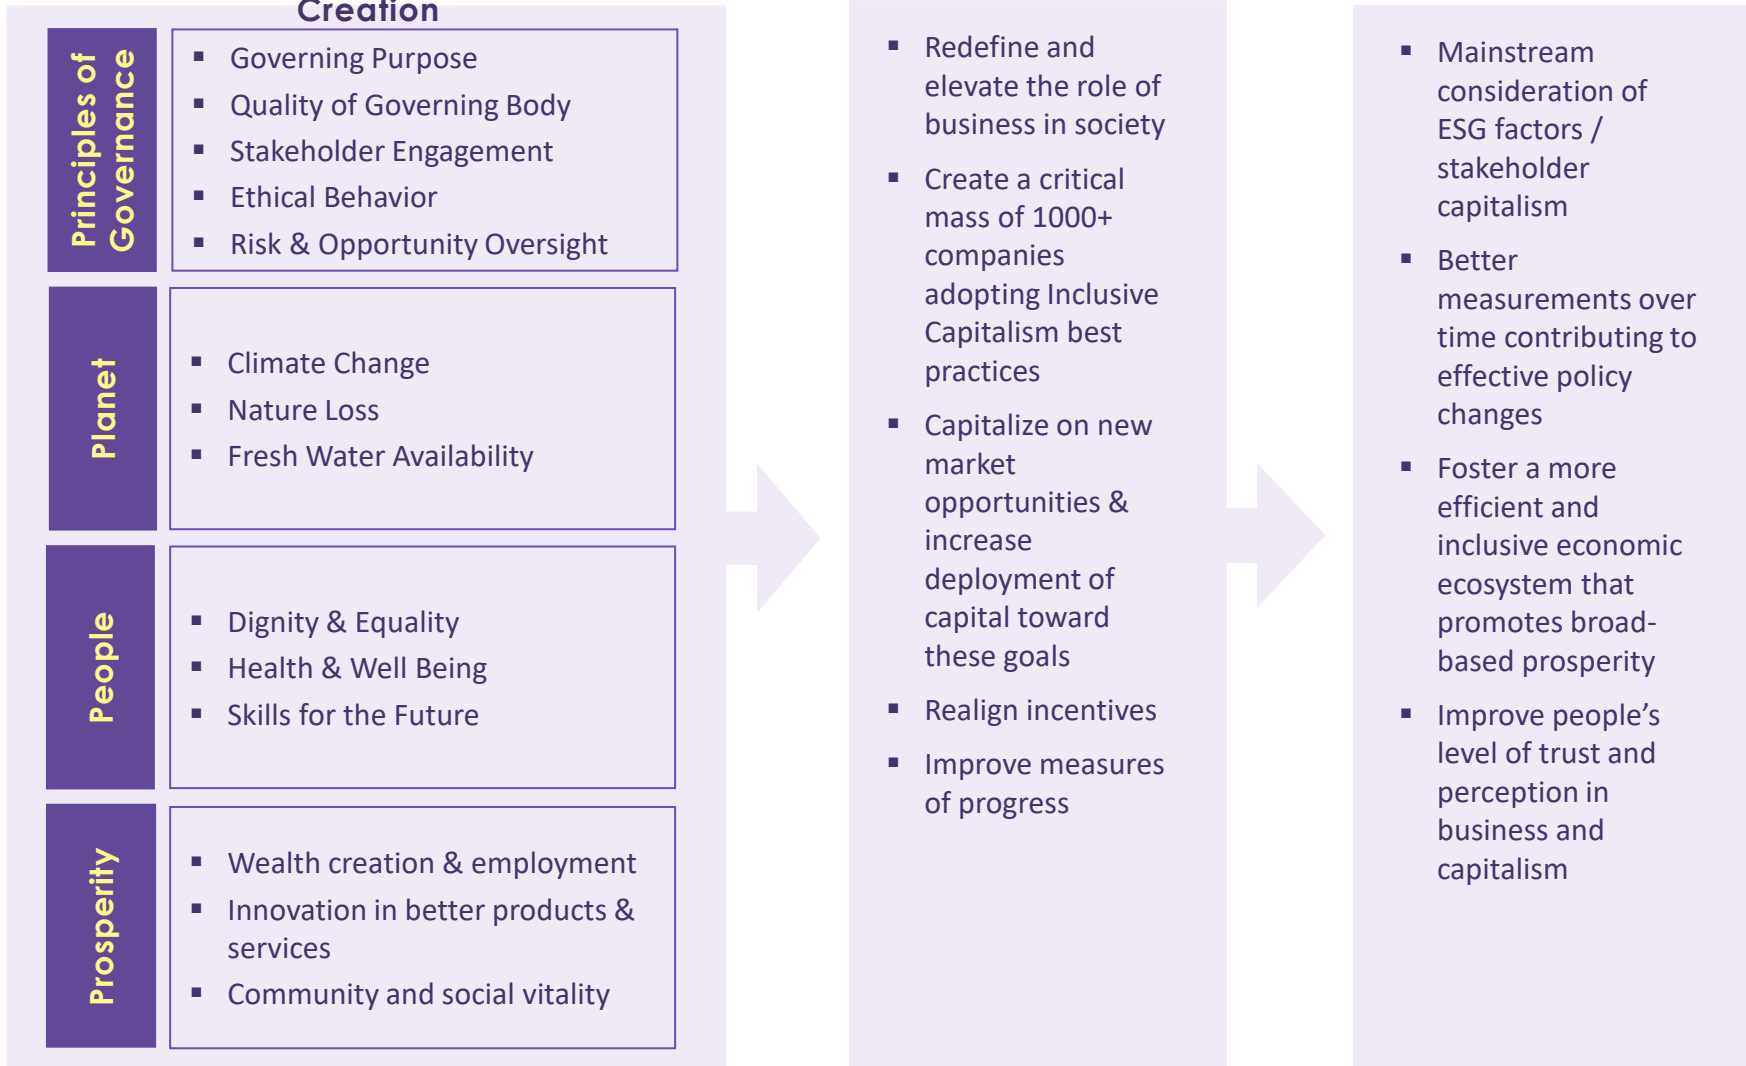 Creation
Principles of
Governance
▪ Governing Purpose
▪ Quality of Governing Body
▪ Stakeholder Engagement
▪ Ethical Behavior
▪ Risk & Opportunity Oversight
Planet
▪ Climate Change
▪ Nature Loss
▪ Fresh Water Availability
People
▪ Dignity & Equality
▪ Health & Well Being
▪ Skills for the Future
Prosperity
▪ Wealth creation & employment
▪ Innovation in better products &
services
▪ Community and social vitality
▪ Redefine and
elevate the role of
business in society
▪ Create a critical
mass of 1000+
companies
adopting Inclusive
Capitalism best
practices
▪ Capitalize on new
market
opportunities &
increase
deployment of
capital toward
these goals
▪ Realign incentives
▪ Improve measures
of progress
▪ Mainstream
consideration of
ESG factors /
stakeholder
capitalism
▪ Better
measurements over
time contributing to
effective policy
changes
▪ Foster a more
efficient and
inclusive economic
ecosystem that
promotes broad-
based prosperity
▪ Improve people’s
level of trust and
perception in
business and
capitalism